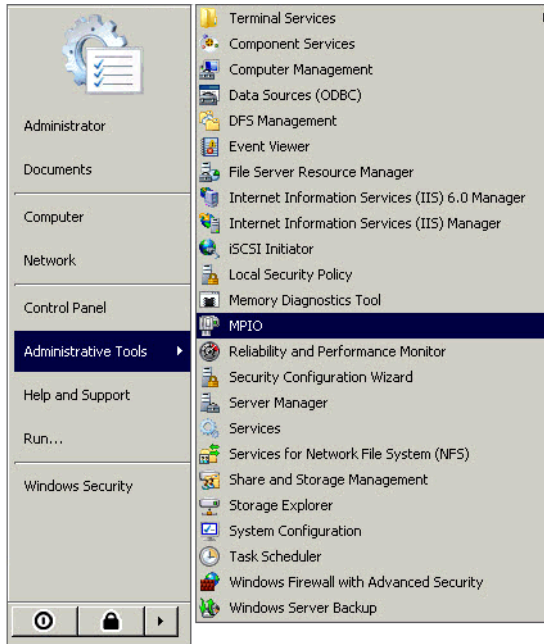 Administrator
Documents
Computer
Network
Control Panel
Administrative Tools
Help and Support
Run...
Windows Security
Terminal Services
Component Services
Computer Management
Data Sources (ODBC)
DFS Management
Event Viewer
File Server Resource Manager
Internet Information Services (IIS) 6.0 Manager
Internet Information Services (IIS) Manager
iSCSI Initiator
Local Security Policy
Memory Diagnostics Tool
MPIO
Reliability and Performance Monitor
Security Configuration Wizard
Server Manager
Services
Services for Network File System (NFS)
Share and Storage Management
Storage Explorer
System Configuration
Task Scheduler
Windows Firewall with Advanced Security
Windows Server Backup